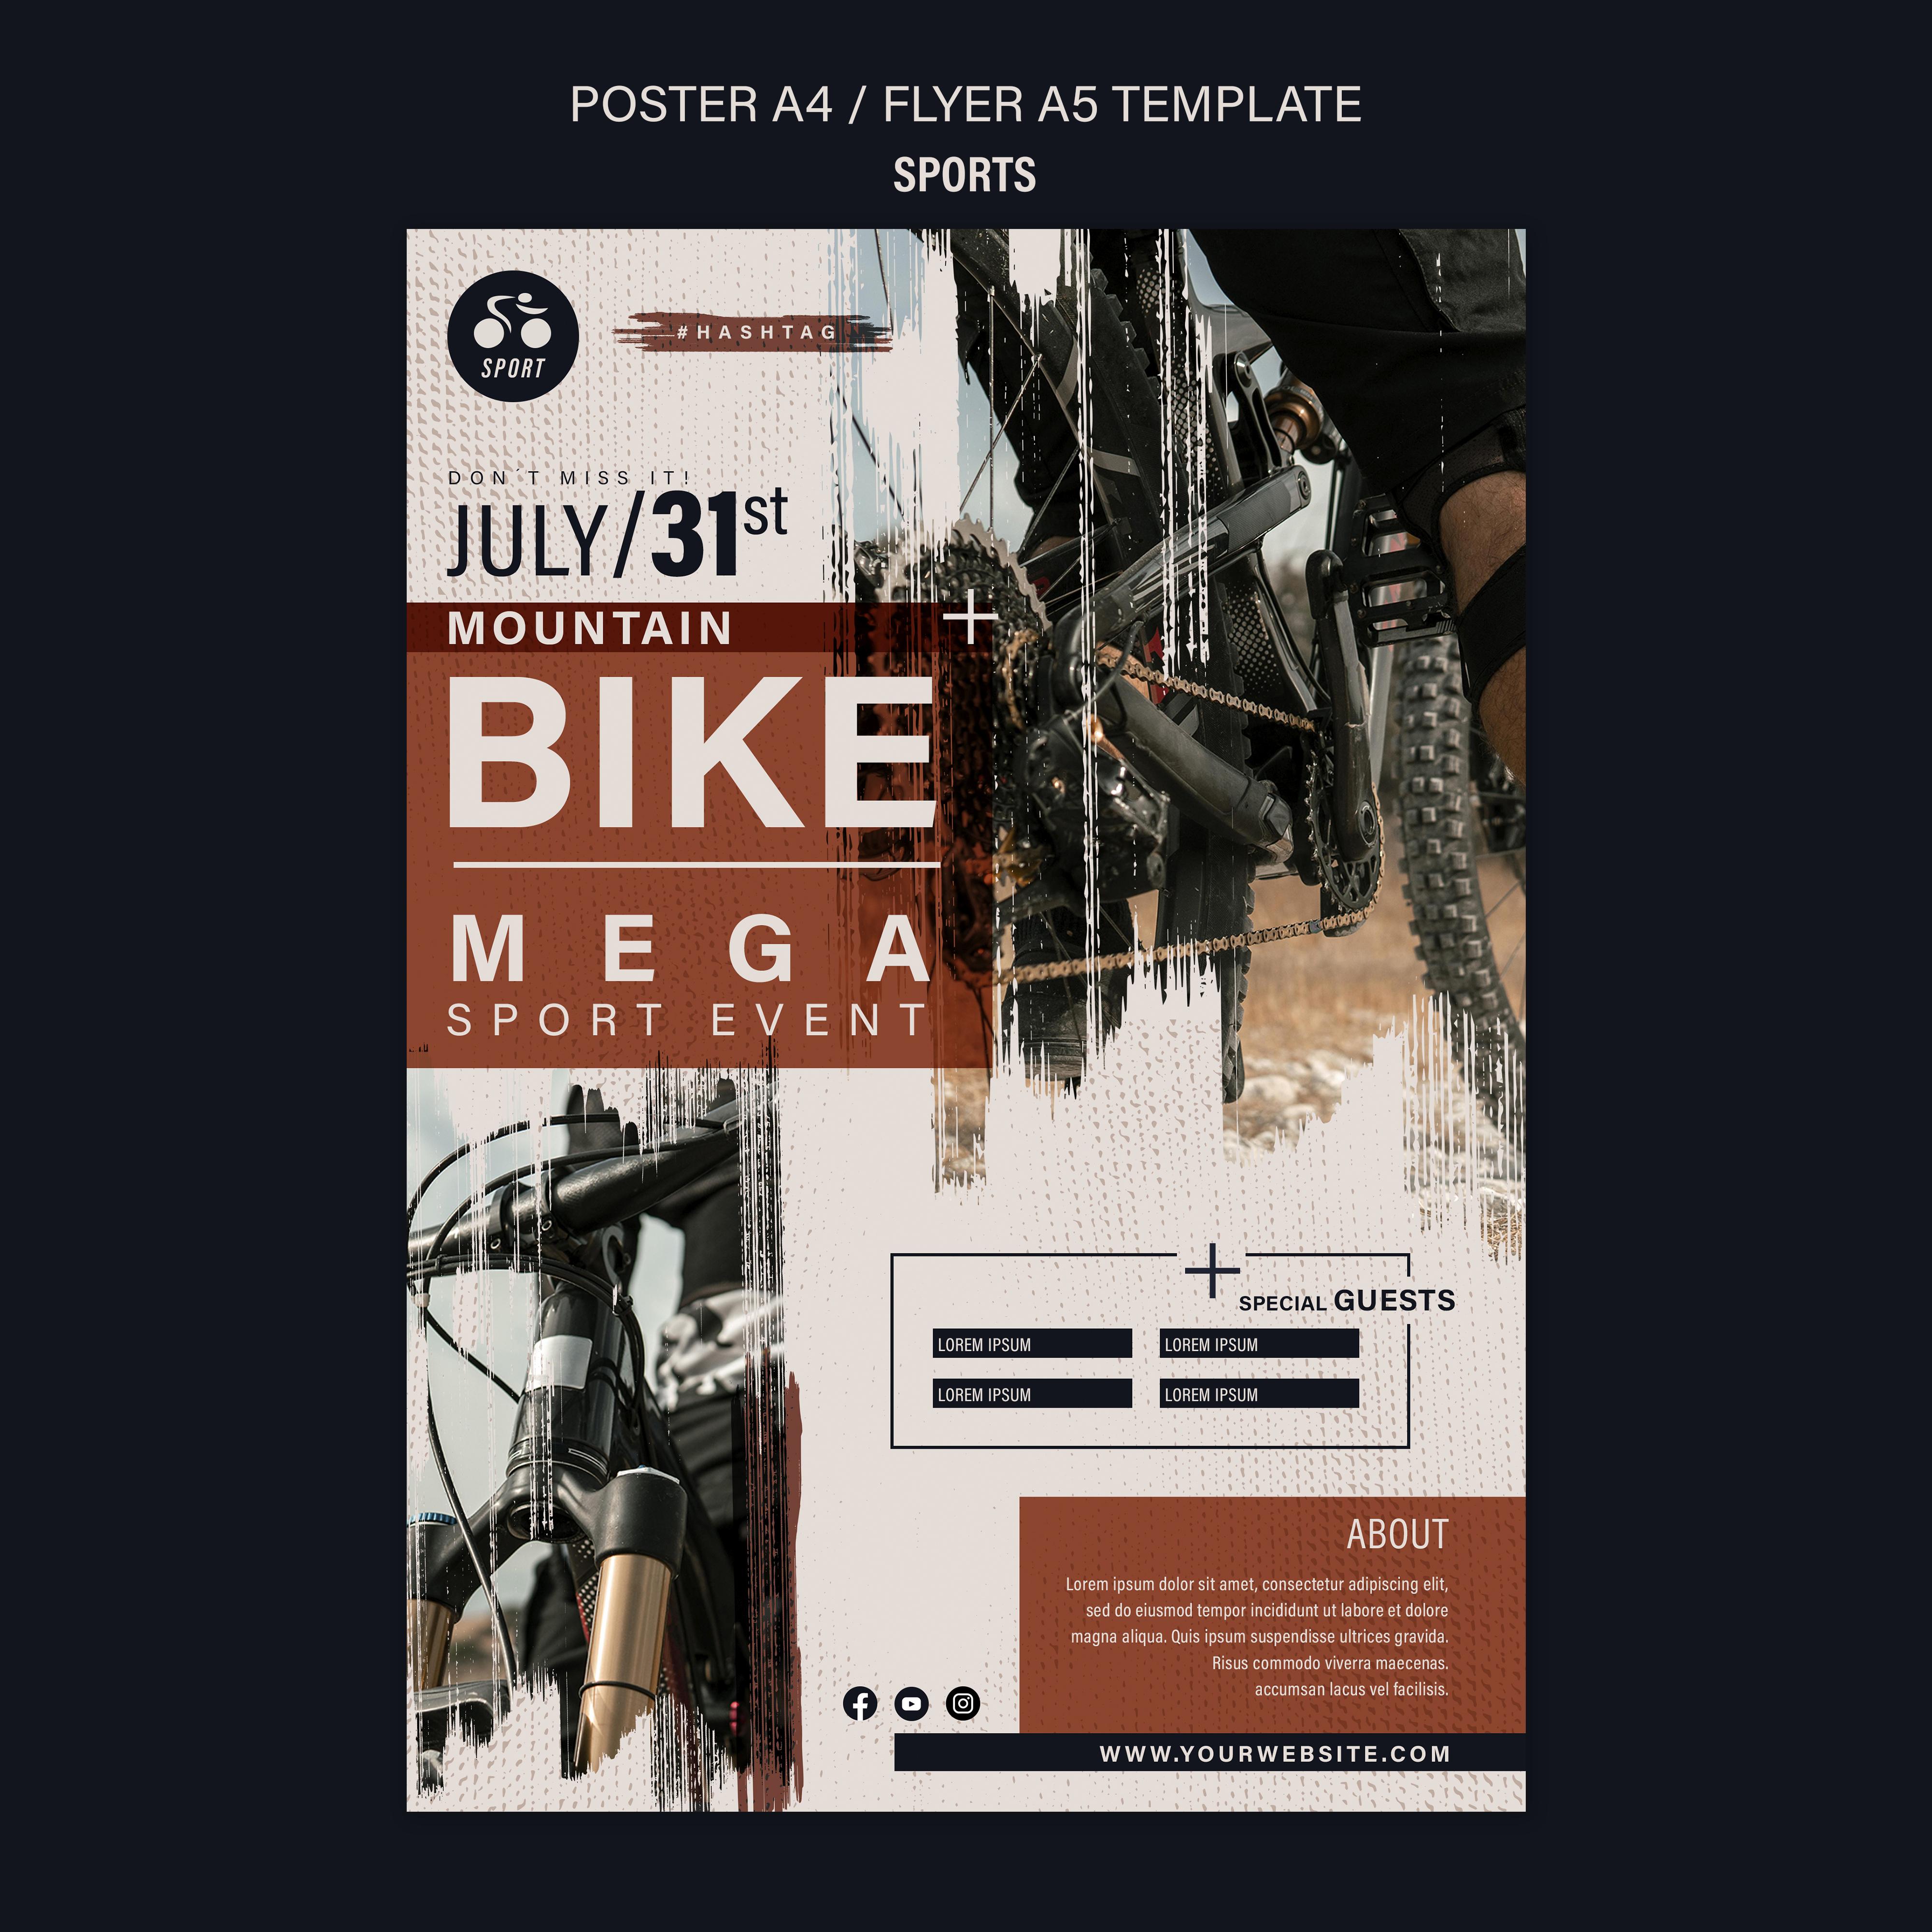 POSTER A4 / FLYER A5 TEMPLATE
SPORTS
SPORT
#HASHTAG
DON´T MISS IT!
JULY/31st
MOUNTAIN
BIKE
MEGA
SPORT EVENT
SPECIAL GUESTS
LOREM IPSUM
LOREM IPSUM
LOREM IPSUM
LOREM IPSUM
ABOUT
Lorem ipsum dolor sit amet, consectetur adipiscing elit,
sed do eiusmod tempor incididunt ut labore et dolore
magna aliqua. Quis ipsum suspendisse ultrices gravida.
Risus commodo viverra maecenas.
accumsan lacus vel facilisis.
WWW.YOURWEBSITE.COM